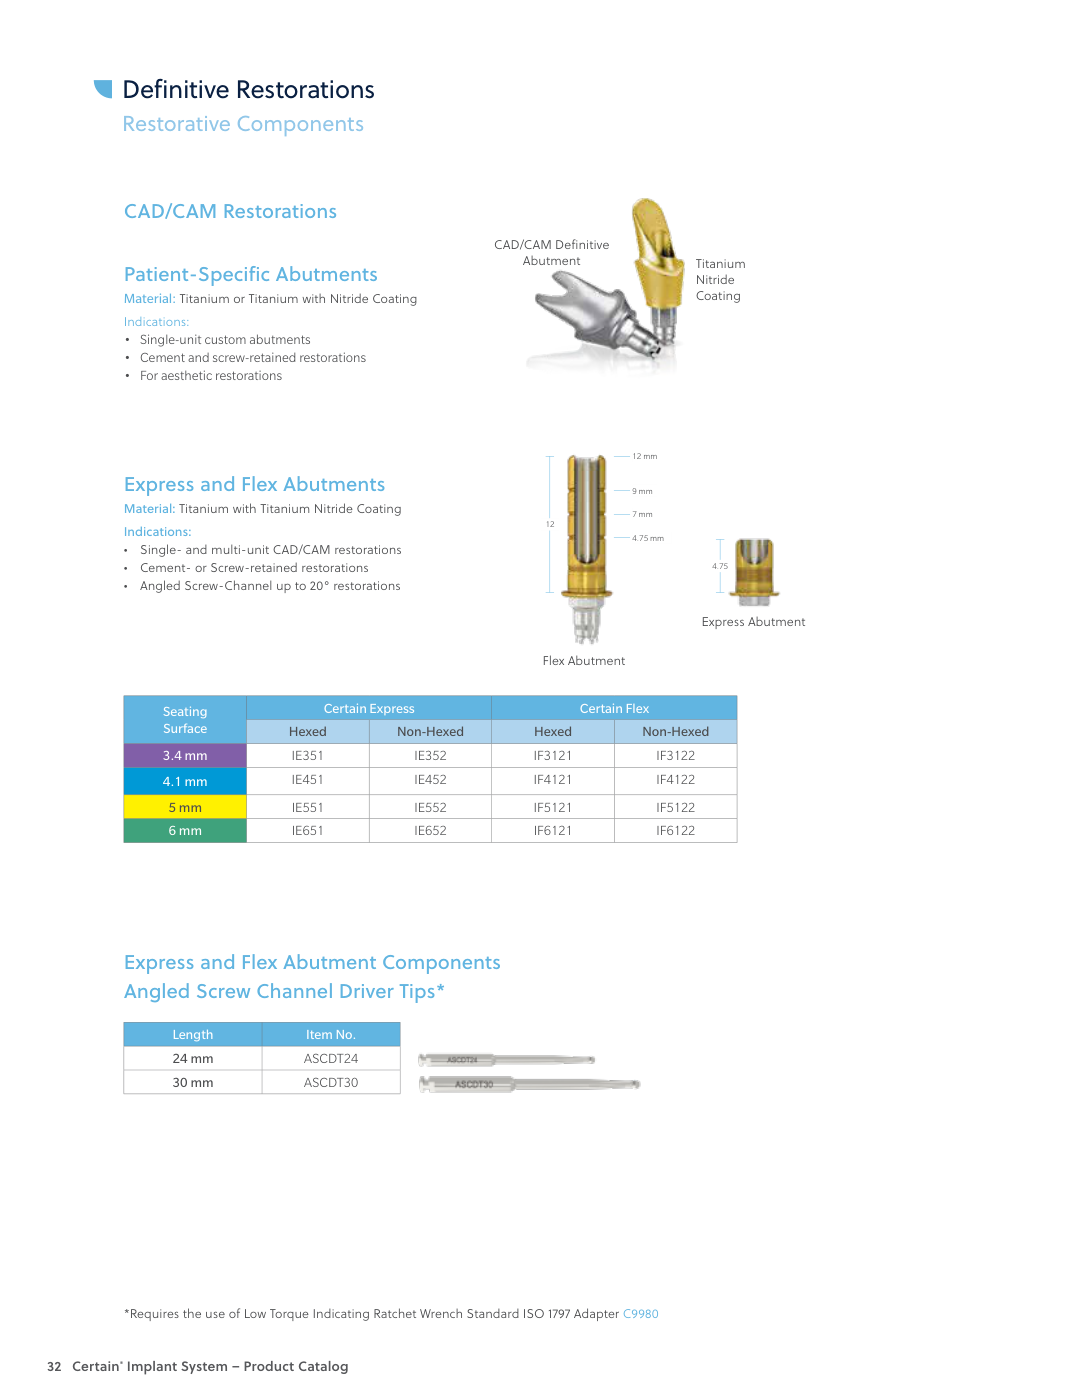 Definitive Restorations
Restorative Components
CAD/CAM Restorations
CAD/CAM Definitive
Abutment
Titanium
Nitride
Coating
Patient-Specific Abutments
Material: Titanium or Titanium with Nitride Coating
Indications:
• Single-unit custom abutments
• Cement and screw-retained restorations
• For aesthetic restorations
Express and Flex Abutments
Material: Titanium with Titanium Nitride Coating
Indications:
• Single- and multi-unit CAD/CAM restorations
• Cement- or Screw-retained restorations
• Angled Screw-Channel up to 20° restorations
12 mm
9 mm
7 mm
4.75 mm
12
Flex Abutment
4.75
Express Abutment
Seating Surface | Certain Express | Certain Flex
Hexed | Non-Hexed | Hexed | Non-Hexed
3.4 mm | IE351 | IE352 | IF3121 | IF3122
4.1 mm | IE451 | IE452 | IF4121 | IF4122
5 mm | IE551 | IE552 | IF5121 | IF5122
6 mm | IE651 | IE652 | IF6121 | IF6122
Express and Flex Abutment Components
Angled Screw Channel Driver Tips*
Length | Item No.
24 mm | ASCDT24
30 mm | ASCDT30
ASCDT24
ASCDT30
*Requires the use of Low Torque Indicating Ratchet Wrench Standard ISO 1797 Adapter C9980
32 Certain® Implant System – Product Catalog